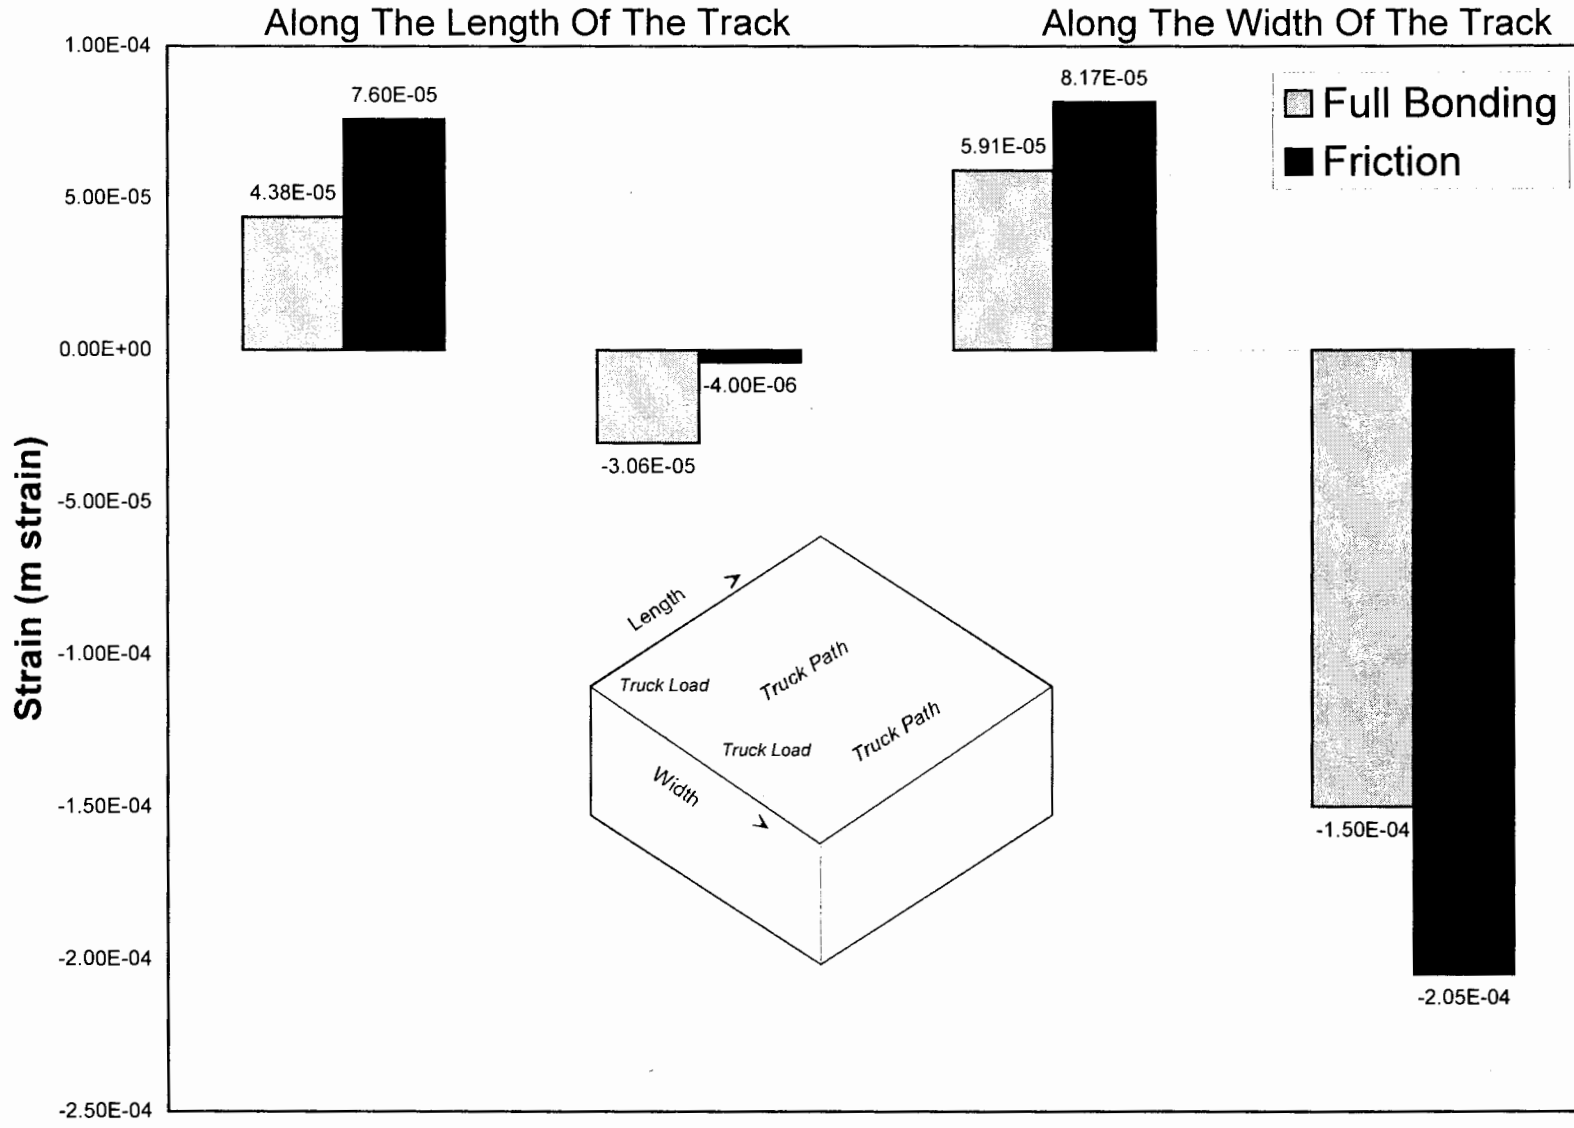 Along The Length Of The Track
Along The Width Of The Track
1.00E-04
5.00E-05
0.00E+00
-5.00E-05
-1.00E-04
-1.50E-04
-2.00E-04
-2.50E-04
Strain (m strain)
7.60E-05
4.38E-05
-4.00E-06
-3.06E-05
8.17E-05
5.91E-05
-1.50E-04
-2.05E-04
Full Bonding
Friction
Length
Truck Path
Truck Load
Truck Path
Truck Load
Width